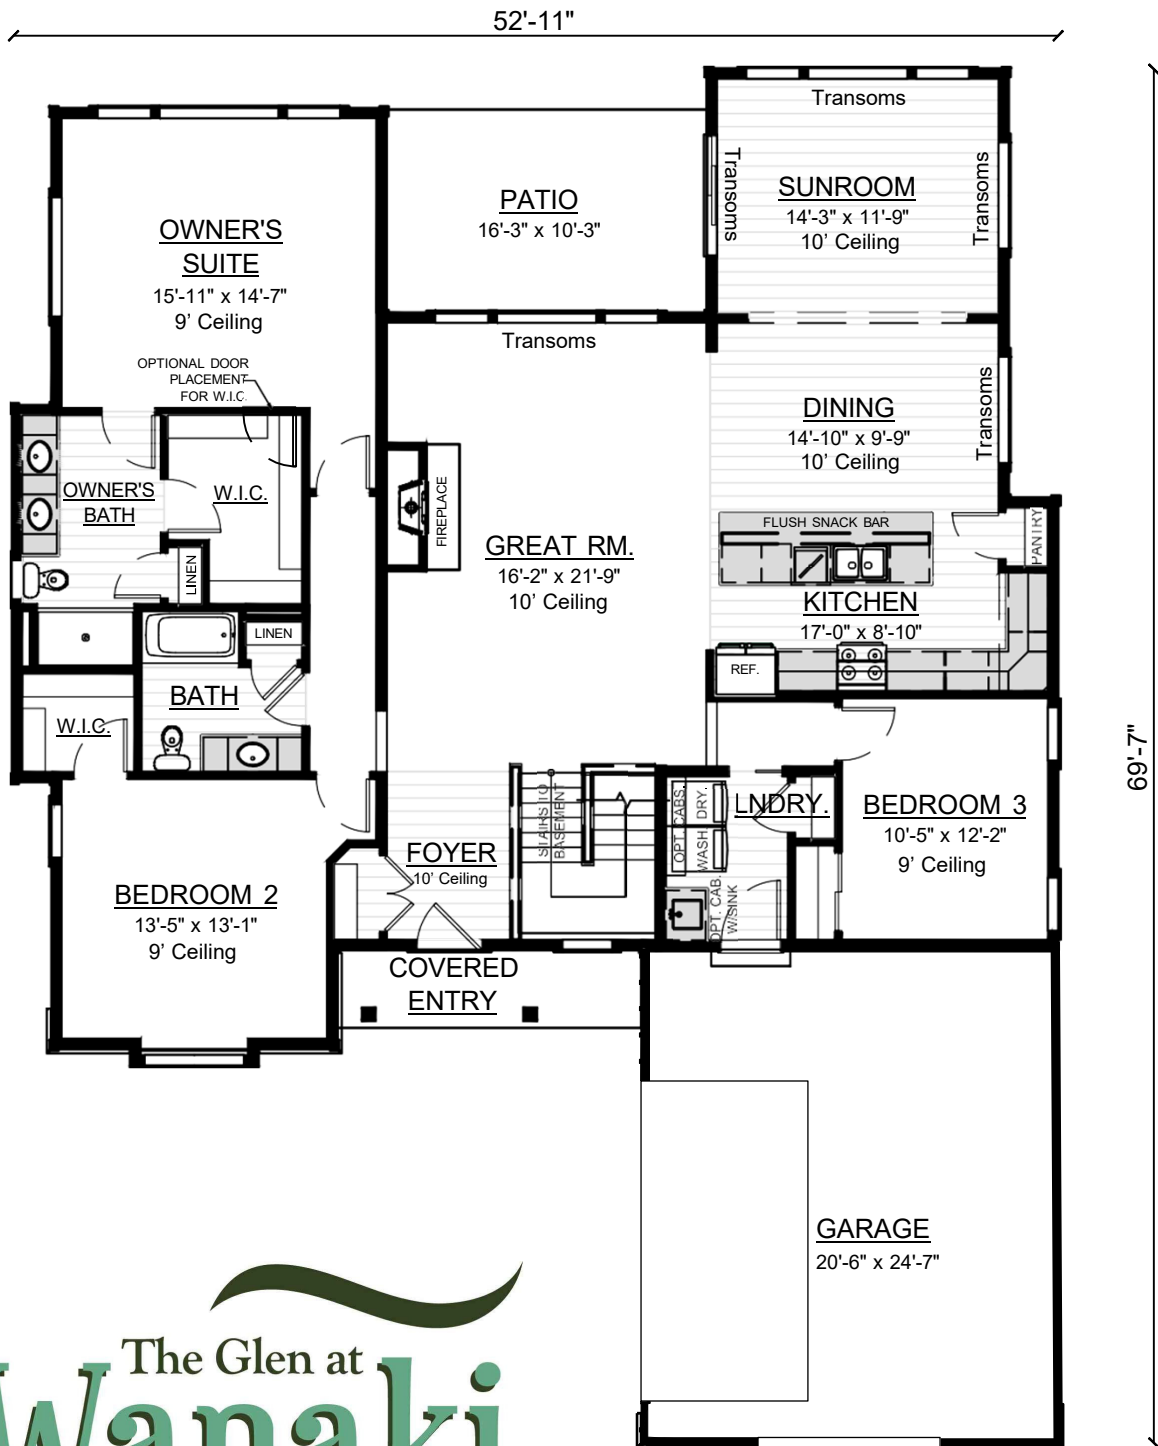 52'-11"
Transoms
Transoms
SUNROOM
14'-3" x 11'-9"
10' Ceiling
Transoms
PATIO
16'-3" x 10'-3"
OWNER'S
SUITE
15'-11" x 14'-7"
9' Ceiling
Transoms
OPTIONAL DOOR
PLACEMENT
FOR W.I.C.
DINING
14'-10" x 9'-9"
10' Ceiling
Transoms
OWNER'S
BATH
W.I.C.
LINEN
FIREPLACE
GREAT RM.
16'-2" x 21'-9"
10' Ceiling
FLUSH SNACK BAR
PANTRY
KITCHEN
17'-0" x 8'-10"
REF.
LINEN
BATH
W.I.C.
69'-7"
STAIRS TO
BASEMENT
OPT. CABS.
DRY.
WASH.
LNDRY.
OPT. CAB.
W/SINK
BEDROOM 3
10'-5" x 12'-2"
9' Ceiling
FOYER
10' Ceiling
BEDROOM 2
13'-5" x 13'-1"
9' Ceiling
COVERED
ENTRY
GARAGE
20'-6" x 24'-7"
The Glen at
Wanaki